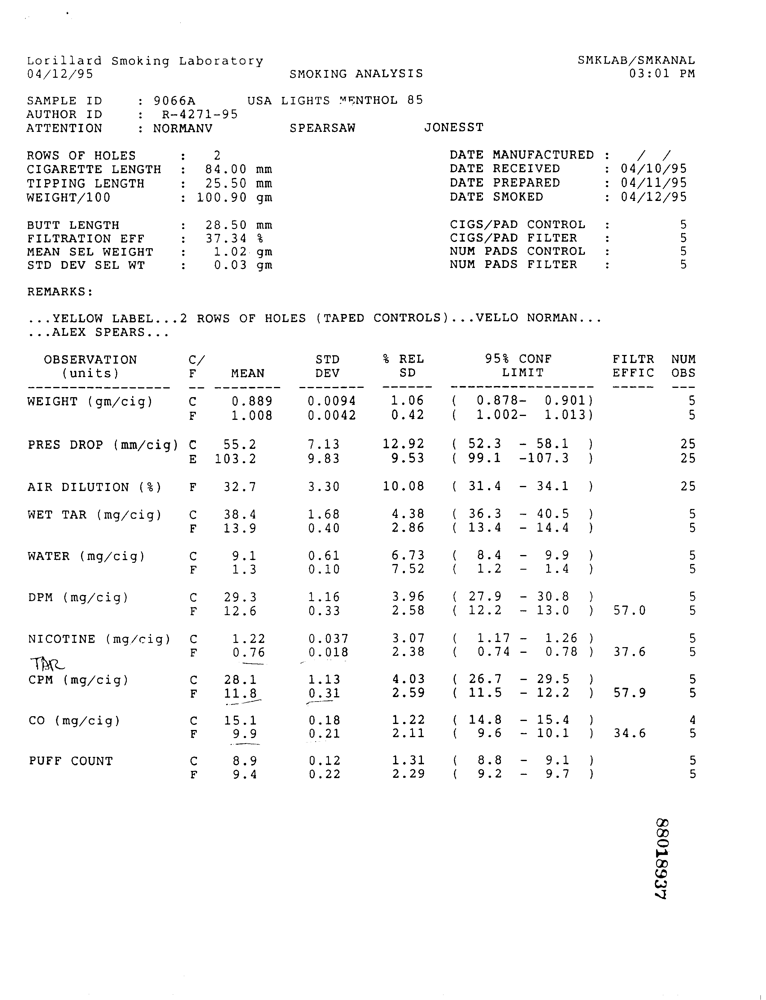 Lorillard Smoking Laboratory SMKLAB/SMKANAL
04/12/95 SMOKING ANALYSIS 03:01 PM
SAMPLE ID : 9066A USA LIGHTS MENTHOL 85
AUTHOR ID : R-4271-95
ATTENTION : NORMANV SPEARSAW JONESST
ROWS OF HOLES : 2 DATE MANUFACTURED : / /
CIGARETTE LENGTH : 84.00 mm DATE RECEIVED : 04/10/95
TIPPING LENGTH : 25.50 mm DATE PREPARED : 04/11/95
WEIGHT/100 : 100.90 gm DATE SMOKED : 04/12/95
BUTT LENGTH : 28.50 mm CIGS/PAD CONTROL : 5
FILTRATION EFF : 37.34 % CIGS/PAD FILTER : 5
MEAN SEL WEIGHT : 1.02 gm NUM PADS CONTROL : 5
STD DEV SEL WT : 0.03 gm NUM PADS FILTER : 5
REMARKS:
...YELLOW LABEL...2 ROWS OF HOLES (TAPED CONTROLS)...VELLO NORMAN...
...ALEX SPEARS...
OBSERVATION C/ STD % REL 95% CONF FILTR NUM
(units) F MEAN DEV SD LIMIT EFFIC OBS
----------------- -- -------- -------- ------ ------------------ ----- ---
WEIGHT (gm/cig) C 0.889 0.0094 1.06 ( 0.878- 0.901) 5
F 1.008 0.0042 0.42 ( 1.002- 1.013) 5
PRES DROP (mm/cig) C 55.2 7.13 12.92 ( 52.3 - 58.1 ) 25
E 103.2 9.83 9.53 ( 99.1 -107.3 ) 25
AIR DILUTION (%) F 32.7 3.30 10.08 ( 31.4 - 34.1 ) 25
WET TAR (mg/cig) C 38.4 1.68 4.38 ( 36.3 - 40.5 ) 5
F 13.9 0.40 2.86 ( 13.4 - 14.4 ) 5
WATER (mg/cig) C 9.1 0.61 6.73 ( 8.4 - 9.9 ) 5
F 1.3 0.10 7.52 ( 1.2 - 1.4 ) 5
DPM (mg/cig) C 29.3 1.16 3.96 ( 27.9 - 30.8 ) 5
F 12.6 0.33 2.58 ( 12.2 - 13.0 ) 57.0 5
NICOTINE (mg/cig) C 1.22 0.037 3.07 ( 1.17 - 1.26 ) 5
F 0.76 0.018 2.38 ( 0.74 - 0.78 ) 37.6 5
TAR
CPM (mg/cig) C 28.1 1.13 4.03 ( 26.7 - 29.5 ) 5
F 11.8 0.31 2.59 ( 11.5 - 12.2 ) 57.9 5
CO (mg/cig) C 15.1 0.18 1.22 ( 14.8 - 15.4 ) 4
F 9.9 0.21 2.11 ( 9.6 - 10.1 ) 34.6 5
PUFF COUNT C 8.9 0.12 1.31 ( 8.8 - 9.1 ) 5
F 9.4 0.22 2.29 ( 9.2 - 9.7 ) 5
88018937